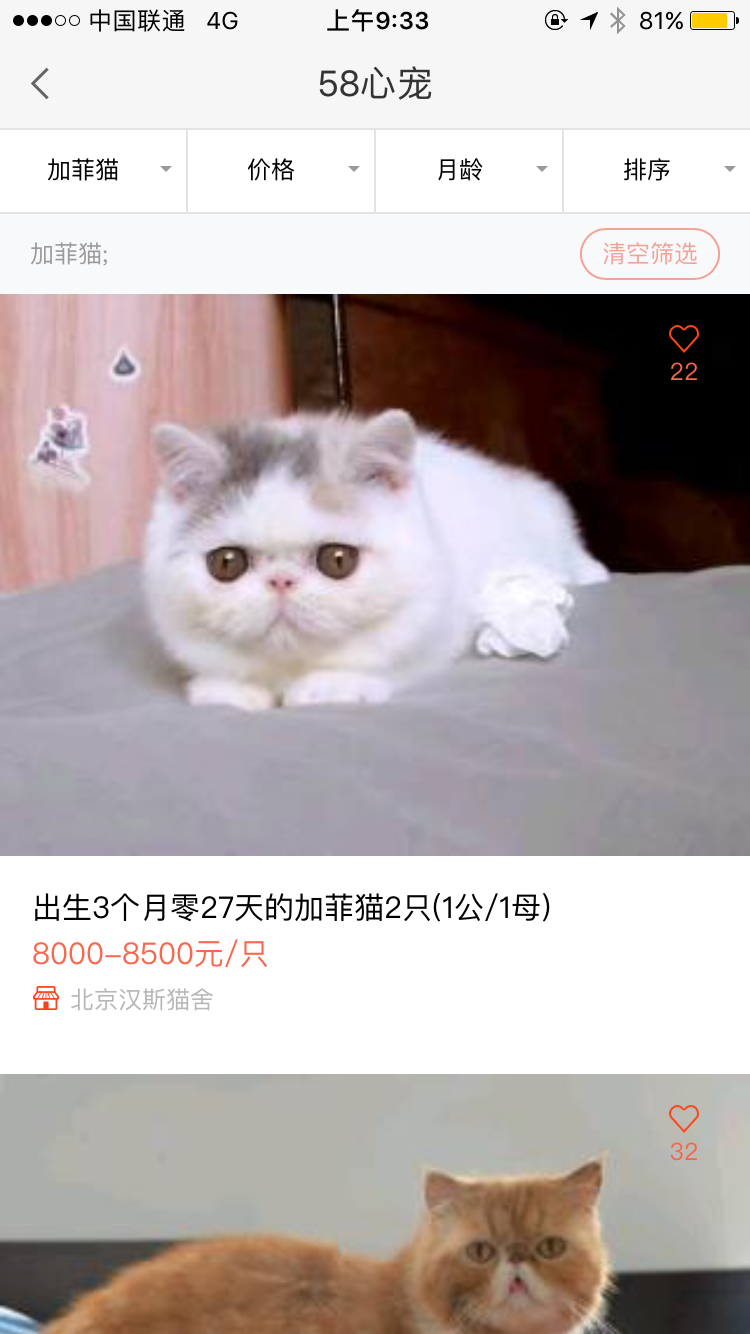 中国联通 4G 上午9:33 81%
58心宠
加菲猫 价格 月龄 排序
加菲猫; 清空筛选
22
出生3个月零27天的加菲猫2只(1公/1母)
8000-8500元/只
北京汉斯猫舍
32